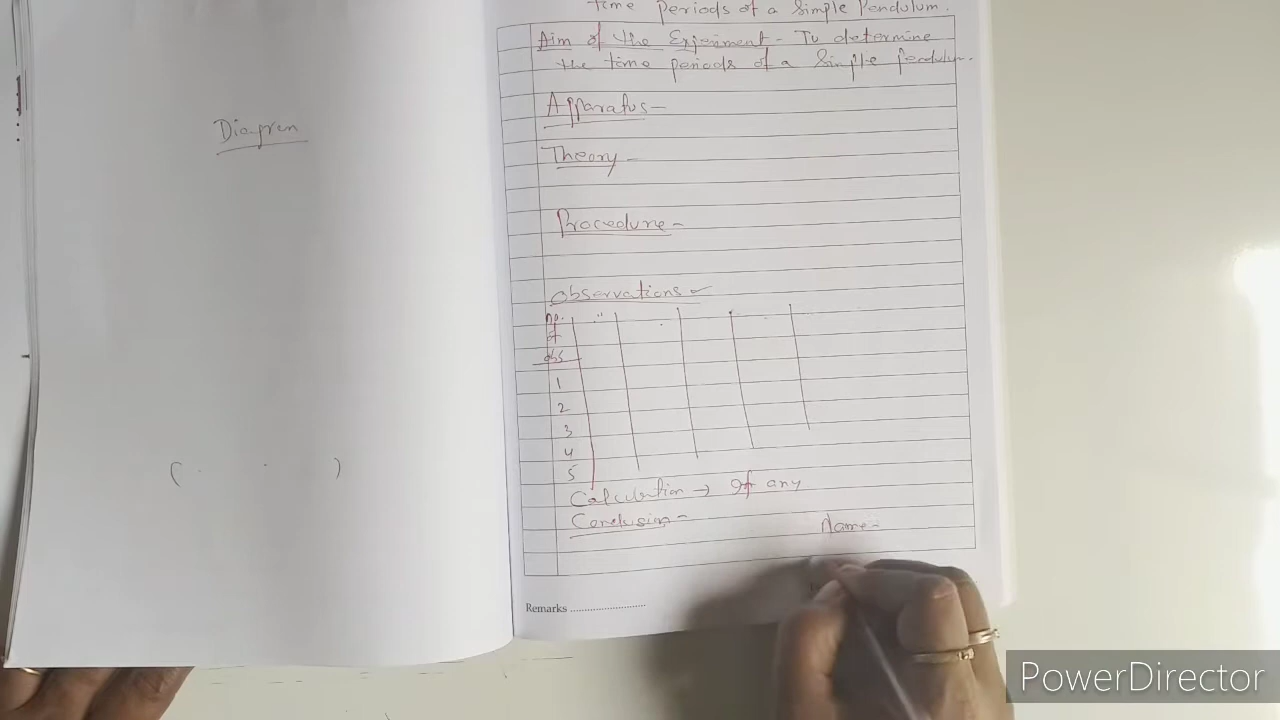 Diagram
( . . )
time periods of a simple Pendulum.
Aim of the Experiment - To determine
the time periods of a simple pendulum.
Apparatus -
Theory -
Procedure -
Observations -
no.
of
obs
1
2
3
4
5
Calculation → If any
Conclusion -
Name -
Remarks ..........................
PowerDirector